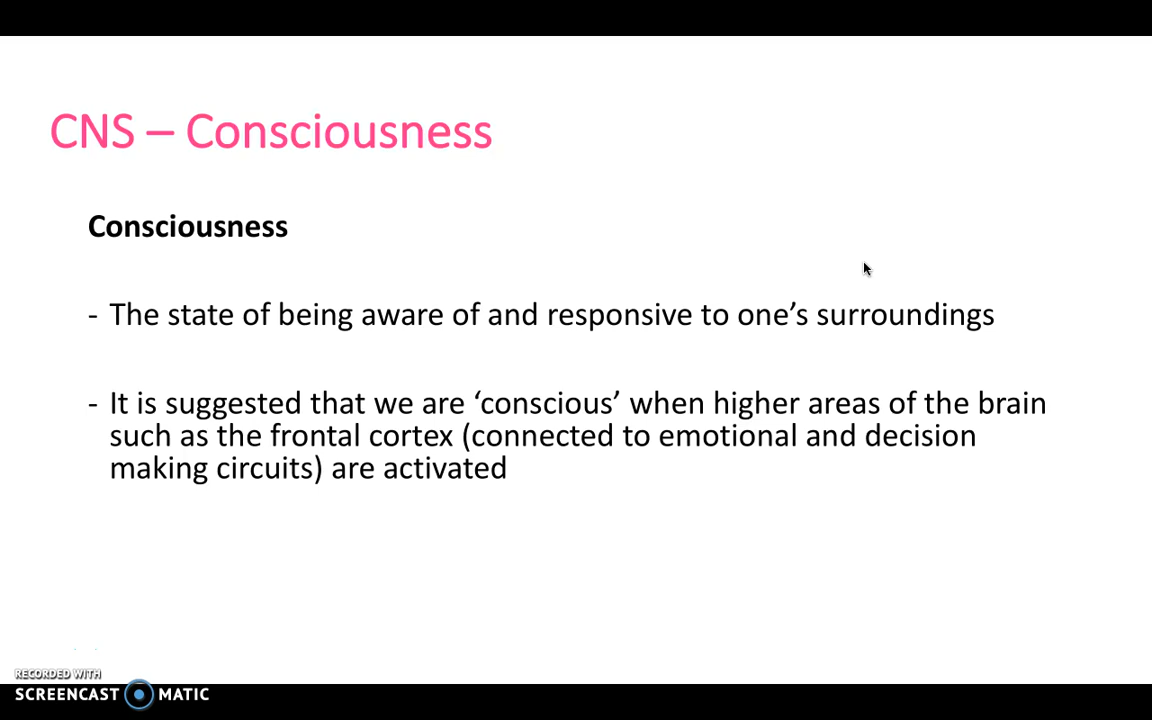 CNS – Consciousness
Consciousness
- The state of being aware of and responsive to one’s surroundings
- It is suggested that we are ‘conscious’ when higher areas of the brain
such as the frontal cortex (connected to emotional and decision
making circuits) are activated
RECORDED WITH
SCREENCAST MATIC